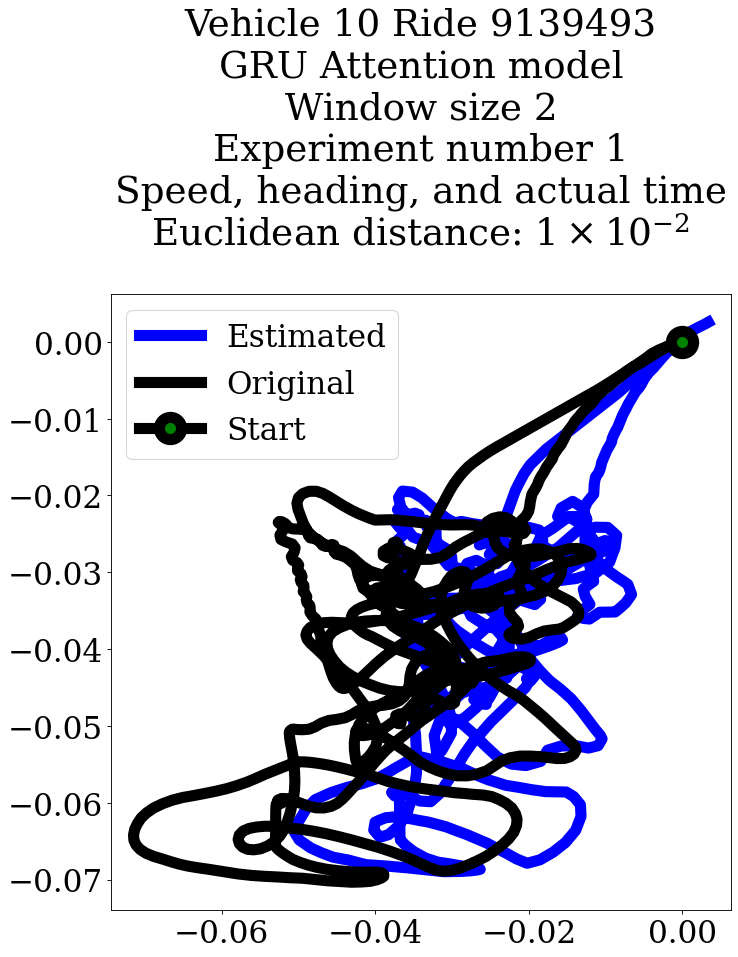 Vehicle 10 Ride 9139493
GRU Attention model
Window size 2
Experiment number 1
Speed, heading, and actual time
Euclidean distance: 1 × 10⁻²
Estimated
Original
Start
0.00
−0.01
−0.02
−0.03
−0.04
−0.05
−0.06
−0.07
−0.06 −0.04 −0.02 0.00